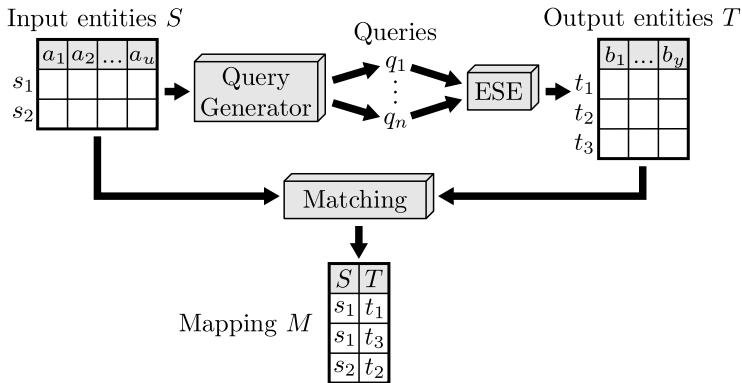 Input entities S
Output entities T
a₁ a₂ ... aᵤ
s₁
s₂
Query
Generator
Queries
q₁
⋮
qₙ
ESE
b₁ ... b_y
t₁
t₂
t₃
Matching
Mapping M
S T
s₁ t₁
s₁ t₃
s₂ t₂